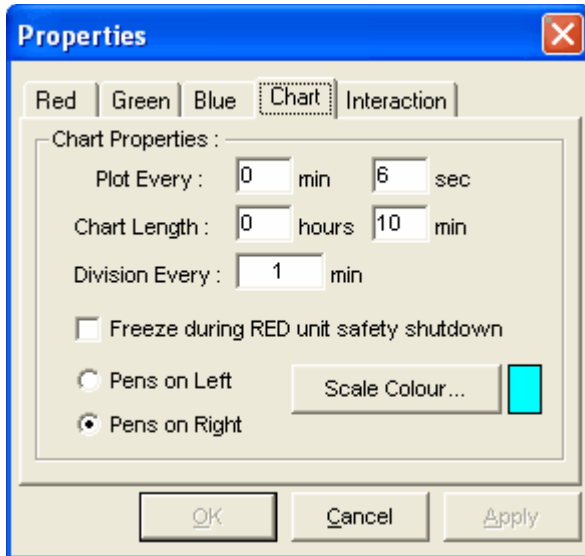 Properties
Red Green Blue Chart Interaction
Chart Properties :
Plot Every : 0 min 6 sec
Chart Length : 0 hours 10 min
Division Every : 1 min
Freeze during RED unit safety shutdown
Pens on Left
Scale Colour...
Pens on Right
OK Cancel Apply